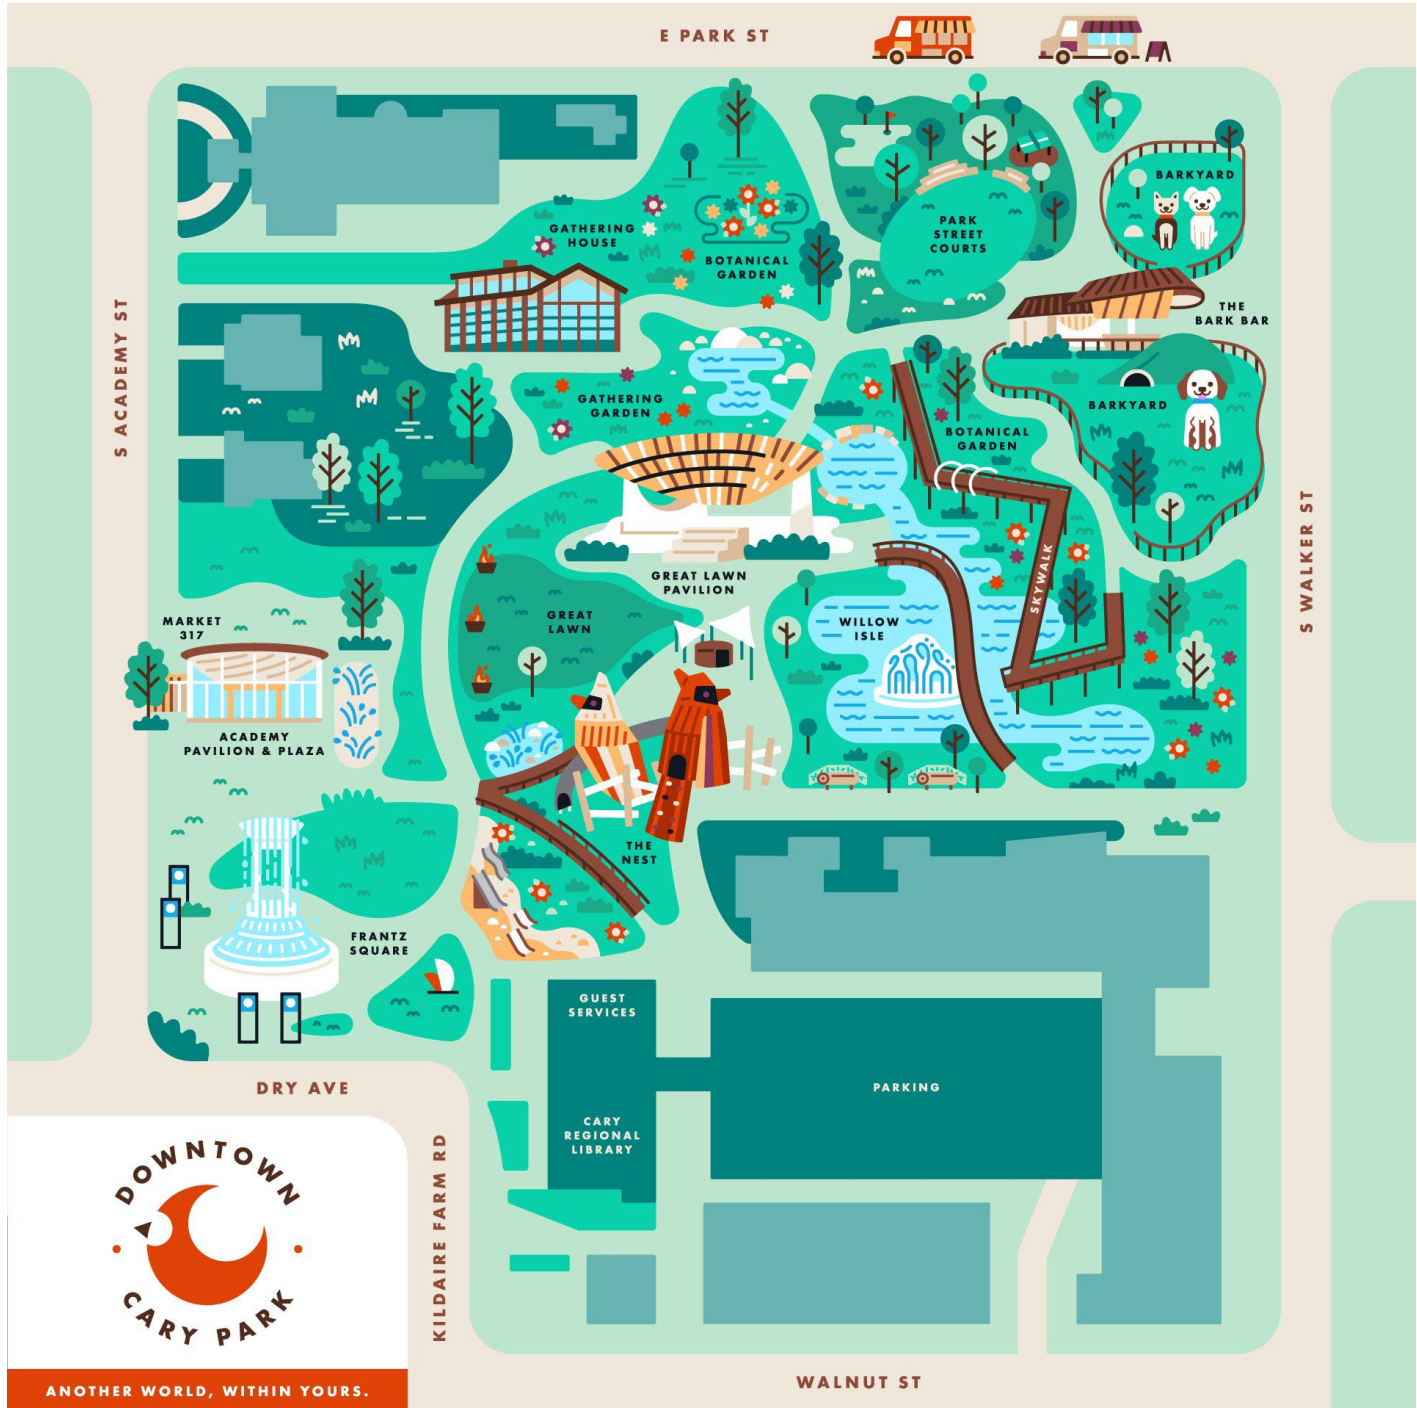 E PARK ST
BARKYARD
PARK
STREET
COURTS
GATHERING
HOUSE
BOTANICAL
GARDEN
THE
BARK BAR
S ACADEMY ST
GATHERING
GARDEN
BARKYARD
BOTANICAL
GARDEN
S WALKER ST
SKYWALK
GREAT LAWN
PAVILION
GREAT
LAWN
WILLOW
ISLE
MARKET
317
ACADEMY
PAVILION & PLAZA
THE
NEST
FRANTZ
SQUARE
GUEST
SERVICES
PARKING
CARY
REGIONAL
LIBRARY
DRY AVE
KILDAIRE FARM RD
DOWNTOWN
CARY PARK
ANOTHER WORLD, WITHIN YOURS.
WALNUT ST